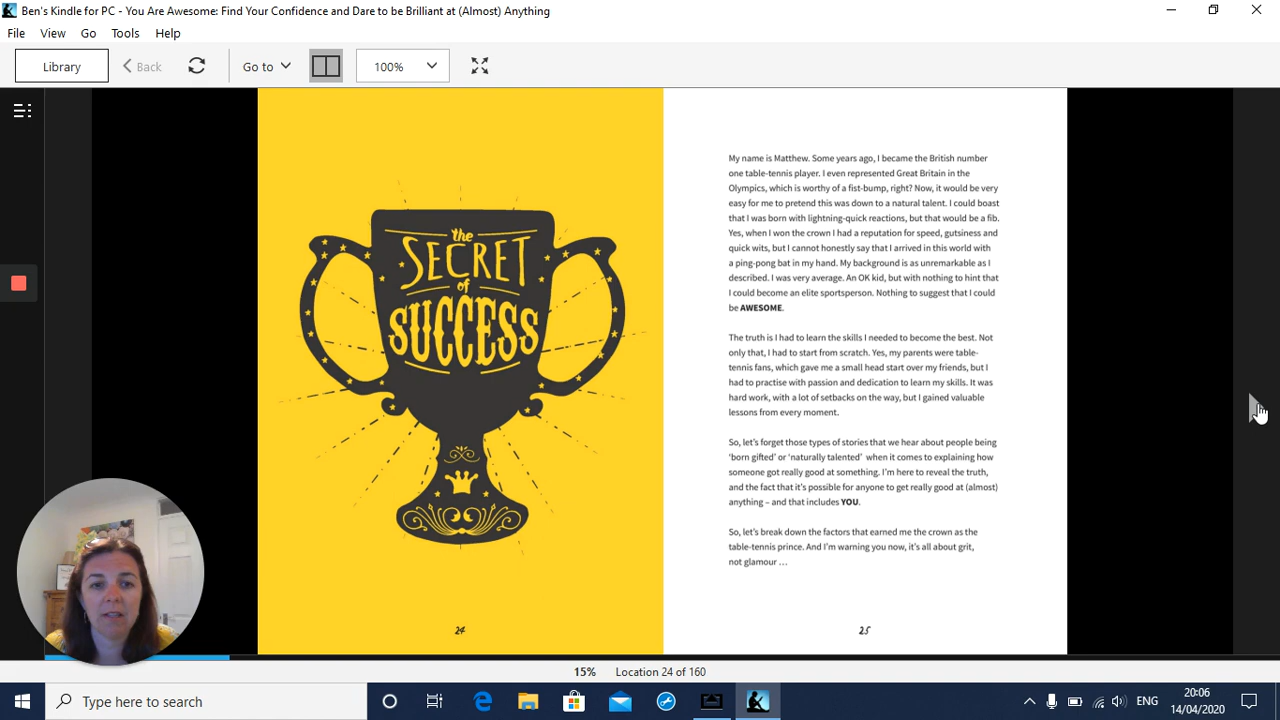 Ben's Kindle for PC - You Are Awesome: Find Your Confidence and Dare to be Brilliant at (Almost) Anything
File View Go Tools Help
Library Back Go to 100%
the
SECRET
of
SUCCESS
24
My name is Matthew. Some years ago, I became the British number
one table-tennis player. I even represented Great Britain in the
Olympics, which is worthy of a fist-bump, right? Now, it would be very
easy for me to pretend this was down to a natural talent. I could boast
that I was born with lightning-quick reactions, but that would be a fib.
Yes, when I won the crown I had a reputation for speed, gutsiness and
quick wits, but I cannot honestly say that I arrived in this world with
a ping-pong bat in my hand. My background is as unremarkable as I
described. I was very average. An OK kid, but with nothing to hint that
I could become an elite sportsperson. Nothing to suggest that I could
be AWESOME.
The truth is I had to learn the skills I needed to become the best. Not
only that, I had to start from scratch. Yes, my parents were table-
tennis fans, which gave me a small head start over my friends, but I
had to practise with passion and dedication to learn my skills. It was
hard work, with a lot of setbacks on the way, but I gained valuable
lessons from every moment.
So, let's forget those types of stories that we hear about people being
'born gifted' or 'naturally talented' when it comes to explaining how
someone got really good at something. I'm here to reveal the truth,
and the fact that it's possible for anyone to get really good at (almost)
anything – and that includes YOU.
So, let's break down the factors that earned me the crown as the
table-tennis prince. And I'm warning you now, it's all about grit,
not glamour …
25
15% Location 24 of 160
Type here to search
ENG
20:06
14/04/2020